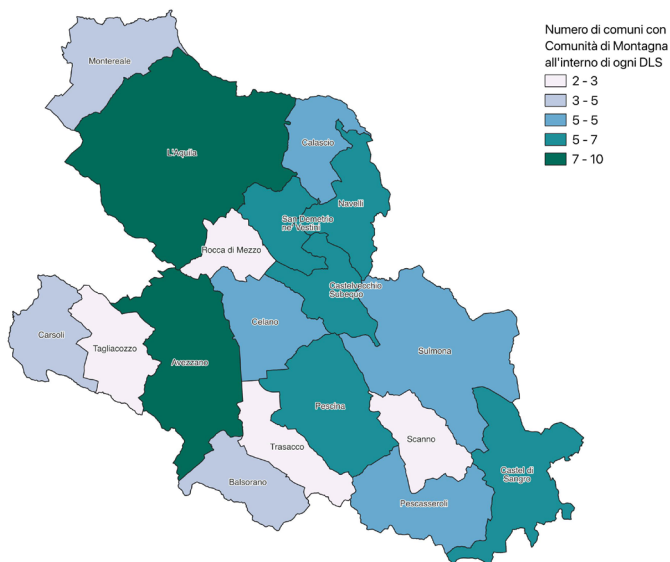 Numero di comuni con
Comunità di Montagna
all'interno di ogni DLS
2 - 3
3 - 5
5 - 5
5 - 7
7 - 10
Montereale
L'Aquila
Calascio
Navelli
San Demetrio
ne' Vestini
Rocca di Mezzo
Castelvecchio
Subequo
Carsoli
Tagliacozzo
Avezzano
Celano
Sulmona
Pescina
Trasacco
Scanno
Balsorano
Pescasseroli
Castel di
Sangro